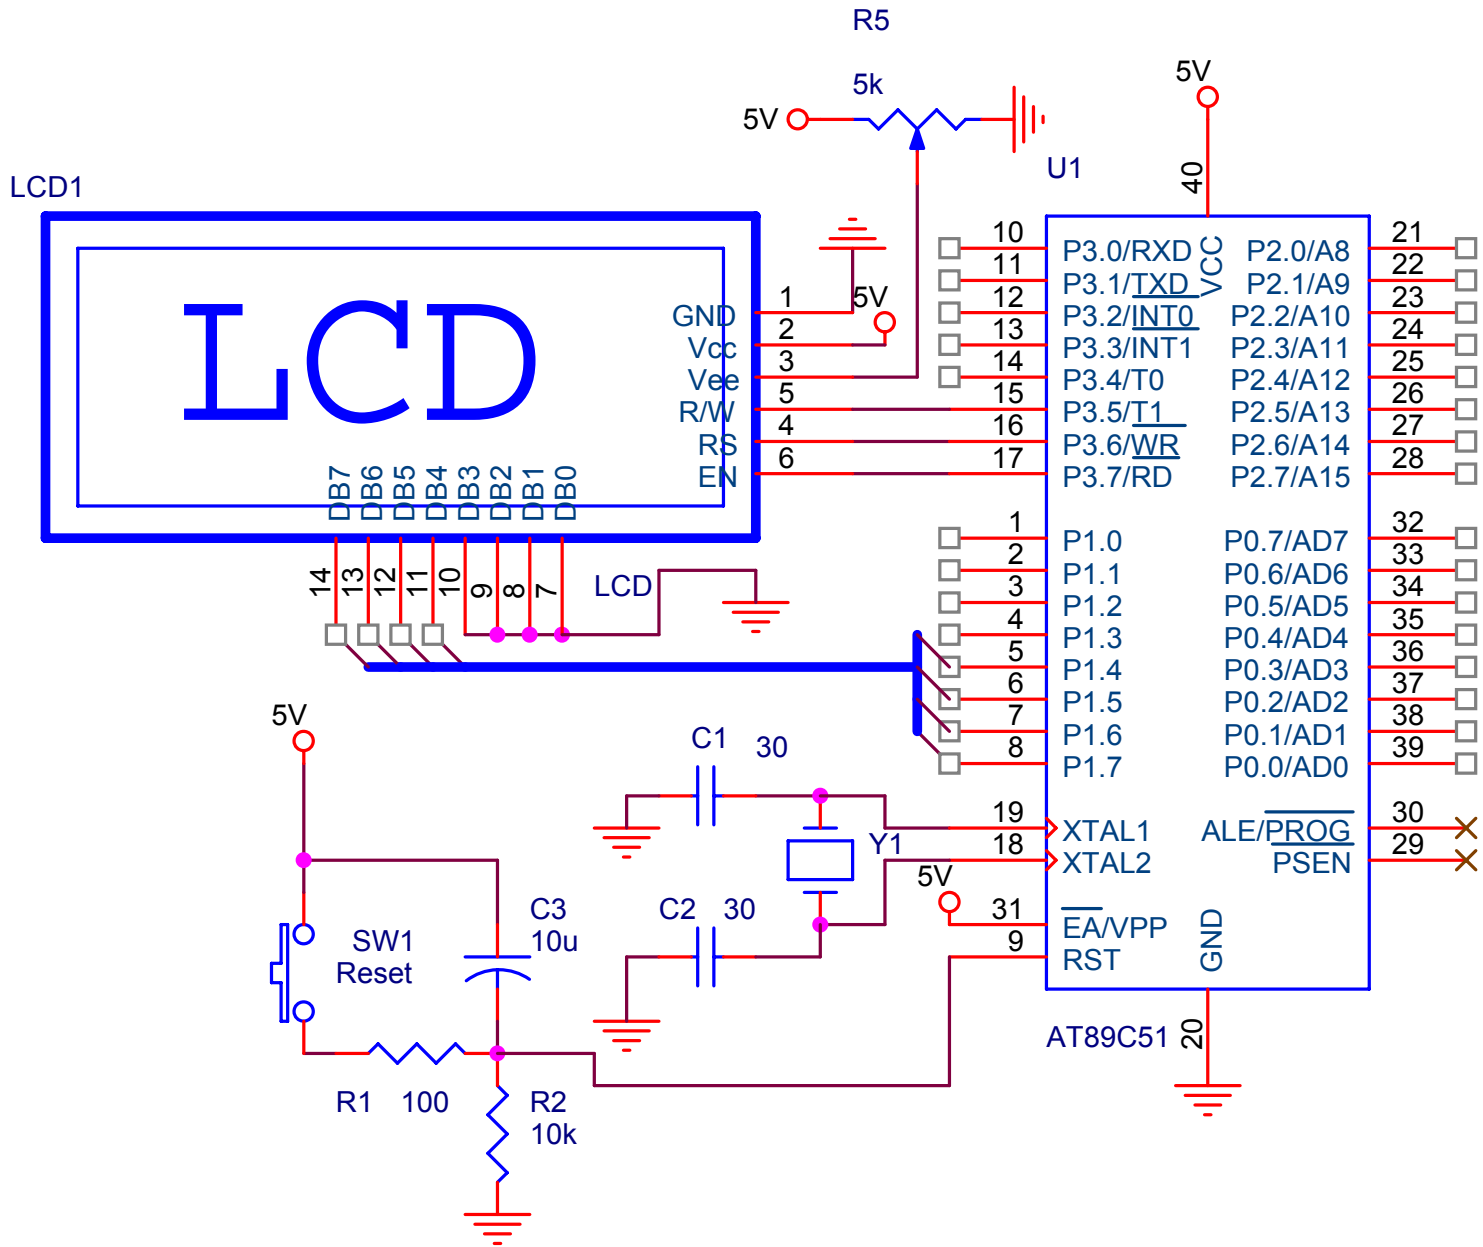 R5
5k
5V
5V
40
U1
LCD1
LCD
GND 1
Vcc 2
Vee 3
R/W 5
RS 4
EN 6
5V
DB7 DB6 DB5 DB4 DB3 DB2 DB1 DB0
14 13 12 11 10 9 8 7
LCD
VCC
10 P3.0/RXD
11 P3.1/TXD
12 P3.2/INT0
13 P3.3/INT1
14 P3.4/T0
15 P3.5/T1
16 P3.6/WR
17 P3.7/RD
P2.0/A8 21
P2.1/A9 22
P2.2/A10 23
P2.3/A11 24
P2.4/A12 25
P2.5/A13 26
P2.6/A14 27
P2.7/A15 28
1 P1.0
2 P1.1
3 P1.2
4 P1.3
5 P1.4
6 P1.5
7 P1.6
8 P1.7
P0.7/AD7 32
P0.6/AD6 33
P0.5/AD5 34
P0.4/AD4 35
P0.3/AD3 36
P0.2/AD2 37
P0.1/AD1 38
P0.0/AD0 39
19 XTAL1
18 XTAL2
ALE/PROG 30
PSEN 29
5V
31 EA/VPP
9 RST
GND
AT89C51
20
5V
C1 30
Y1
C2 30
C3
10u
SW1
Reset
R1 100
R2
10k